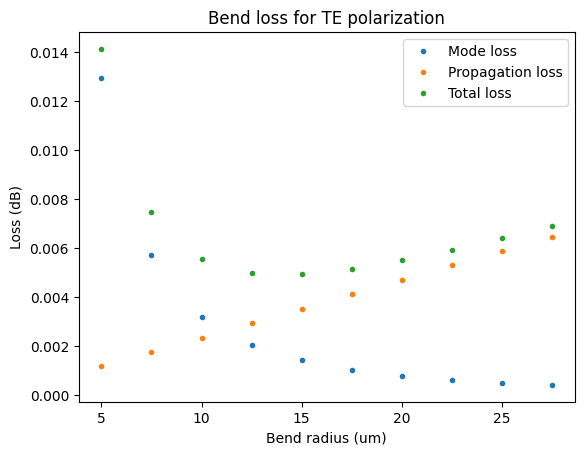 Bend loss for TE polarization
Mode loss
Propagation loss
Total loss
0.014
0.012
0.010
0.008
0.006
0.004
0.002
0.000
Loss (dB)
5
10
15
20
25
Bend radius (um)